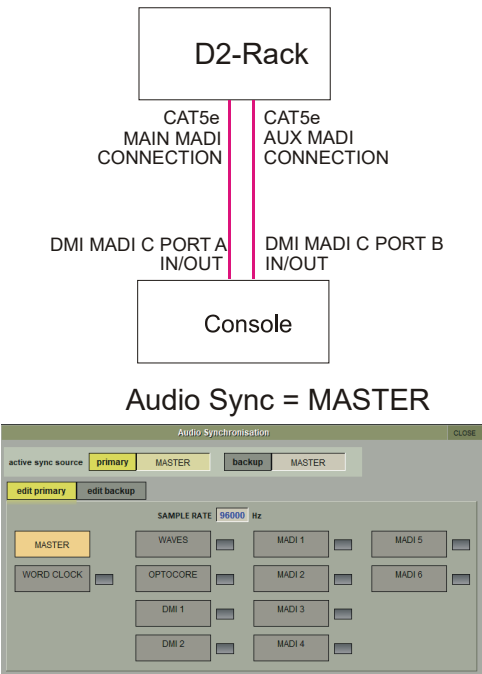 D2-Rack
CAT5e
MAIN MADI
CONNECTION
CAT5e
AUX MADI
CONNECTION
DMI MADI C PORT A
IN/OUT
DMI MADI C PORT B
IN/OUT
Console
Audio Sync = MASTER
Audio Synchronisation CLOSE
active sync source primary MASTER backup MASTER
edit primary edit backup
SAMPLE RATE 96000 Hz
MASTER WAVES MADI 1 MADI 5
WORD CLOCK OPTOCORE MADI 2 MADI 6
DMI 1 MADI 3
DMI 2 MADI 4